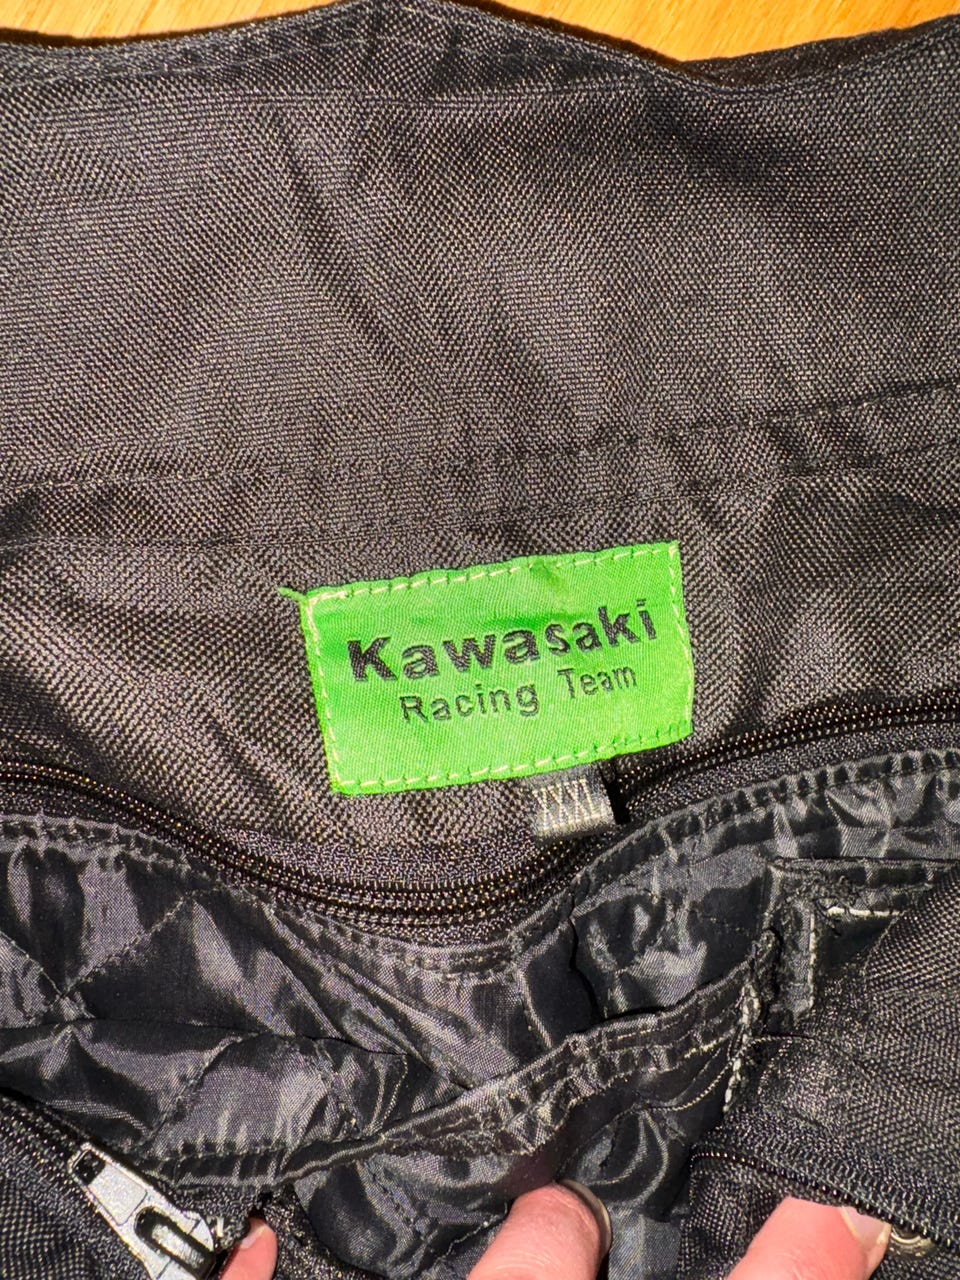 Kawasaki
Racing Team
XXXL